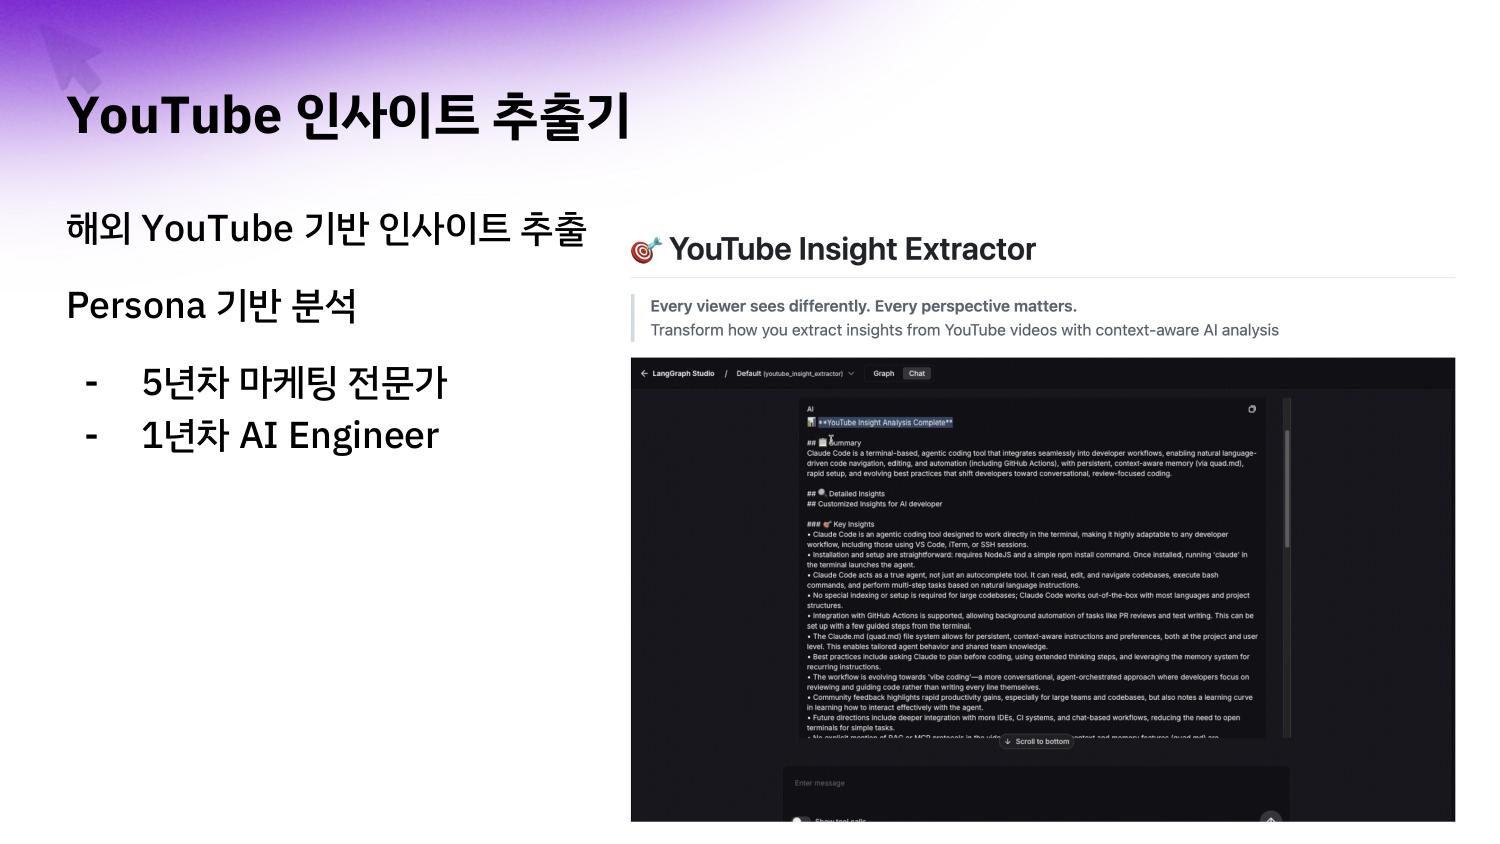 YouTube 인사이트 추출기
해외 YouTube 기반 인사이트 추출
Persona 기반 분석
- 5년차 마케팅 전문가
- 1년차 AI Engineer
🎯 YouTube Insight Extractor
Every viewer sees differently. Every perspective matters.
Transform how you extract insights from YouTube videos with context-aware AI analysis
← LangGraph Studio / Default (youtube_insight_extractor) Graph Chat
AI
📊 **YouTube Insight Analysis Complete**
## 📋 Summary
Claude Code is a terminal-based, agentic coding tool that integrates seamlessly into developer workflows, enabling natural language-
driven code navigation, editing, and automation (including GitHub Actions), with persistent, context-aware memory (via quad.md),
rapid setup, and evolving best practices that shift developers toward conversational, review-focused coding.
## 🔍 Detailed Insights
## Customized Insights for AI developer
### 🎯 Key Insights
• Claude Code is an agentic coding tool designed to work directly in the terminal, making it highly adaptable to any developer
workflow, including those using VS Code, iTerm, or SSH sessions.
• Installation and setup are straightforward: requires NodeJS and a simple npm install command. Once installed, running 'claude' in
the terminal launches the agent.
• Claude Code acts as a true agent, not just an autocomplete tool. It can read, edit, and navigate codebases, execute bash
commands, and perform multi-step tasks based on natural language instructions.
• No special indexing or setup is required for large codebases; Claude Code works out-of-the-box with most languages and project
structures.
• Integration with GitHub Actions is supported, allowing background automation of tasks like PR reviews and test writing. This can be
set up with a few guided steps from the terminal.
• The Claude.md (quad.md) file system allows for persistent, context-aware instructions and preferences, both at the project and user
level. This enables tailored agent behavior and shared team knowledge.
• Best practices include asking Claude to plan before coding, using extended thinking steps, and leveraging the memory system for
recurring instructions.
• The workflow is evolving towards 'vibe coding'—a more conversational, agent-orchestrated approach where developers focus on
reviewing and guiding code rather than writing every line themselves.
• Community feedback highlights rapid productivity gains, especially for large teams and codebases, but also notes a learning curve
in learning how to interact effectively with the agent.
• Future directions include deeper integration with more IDEs, CI systems, and chat-based workflows, reducing the need to open
terminals for simple tasks.
• No explicit mention of RAG or MCP protocols in the context and memory features (quad.md) are
↓ Scroll to bottom
Enter message
Show tool calls